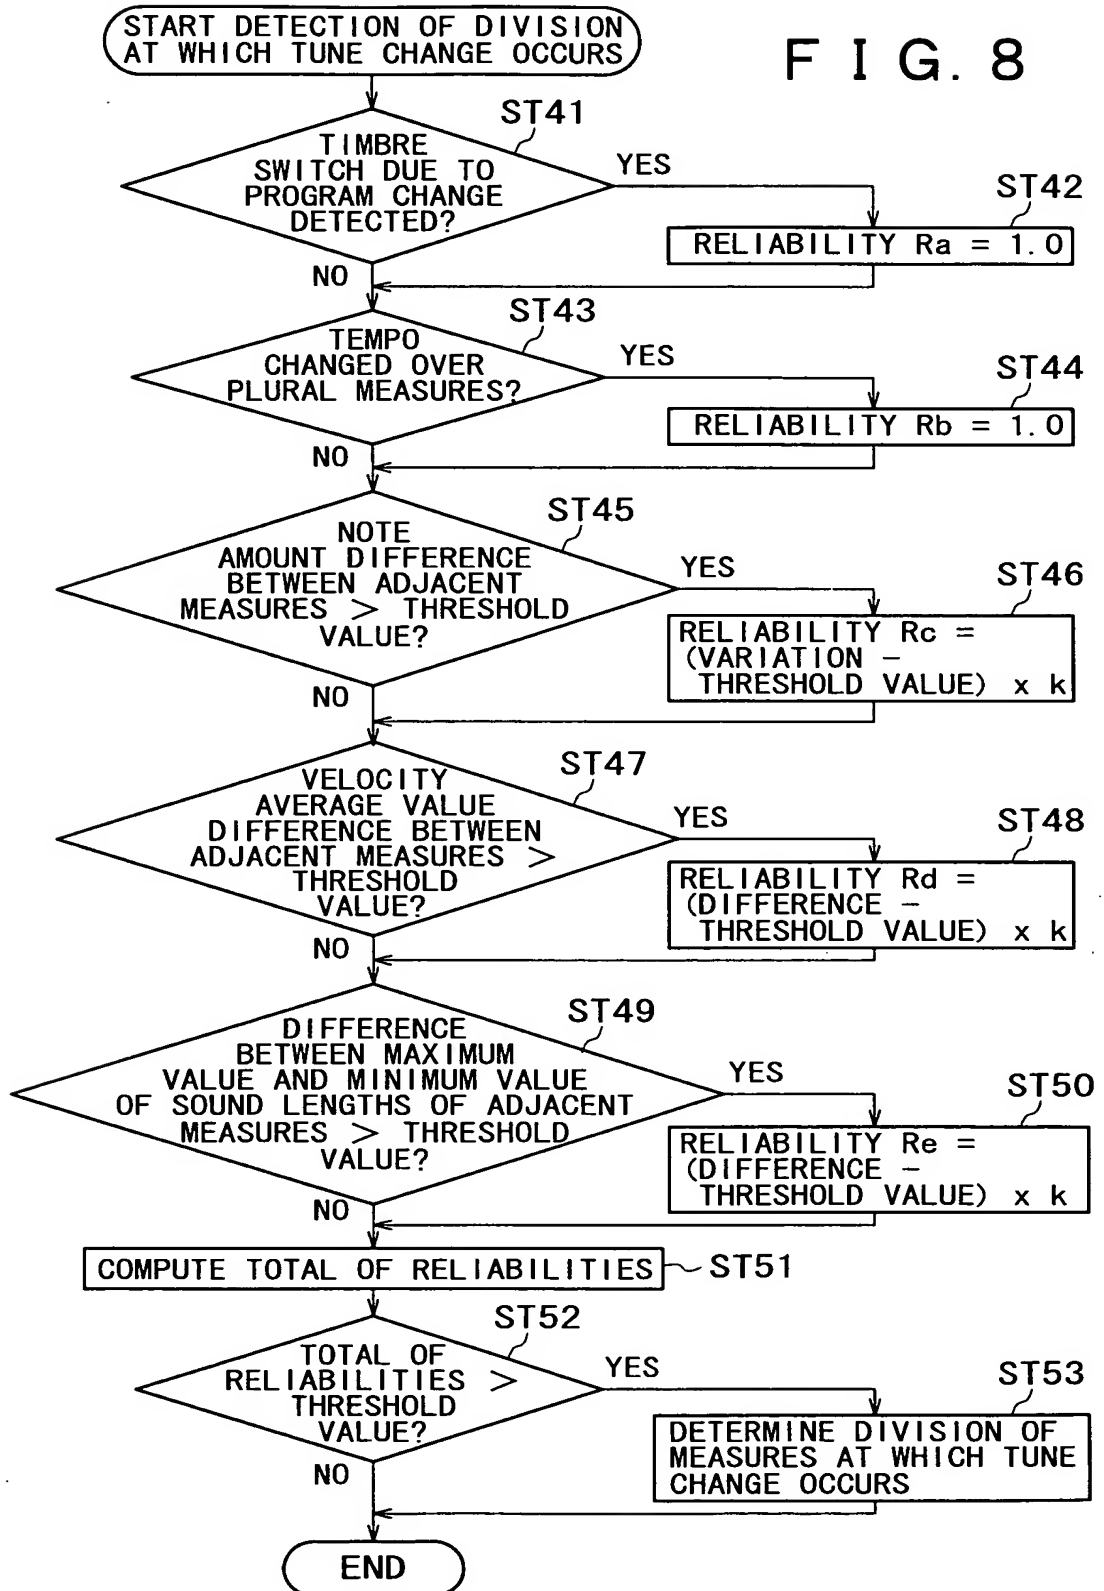 START DETECTION OF DIVISION
AT WHICH TUNE CHANGE OCCURS
FIG. 8
ST41
TIMBRE
SWITCH DUE TO
PROGRAM CHANGE
DETECTED?
YES
ST42
RELIABILITY Ra = 1.0
NO
ST43
TEMPO
CHANGED OVER
PLURAL MEASURES?
YES
ST44
RELIABILITY Rb = 1.0
NO
ST45
NOTE
AMOUNT DIFFERENCE
BETWEEN ADJACENT
MEASURES > THRESHOLD
VALUE?
YES
ST46
RELIABILITY Rc =
(VARIATION -
THRESHOLD VALUE) x k
NO
ST47
VELOCITY
AVERAGE VALUE
DIFFERENCE BETWEEN
ADJACENT MEASURES >
THRESHOLD
VALUE?
YES
ST48
RELIABILITY Rd =
(DIFFERENCE -
THRESHOLD VALUE) x k
NO
ST49
DIFFERENCE
BETWEEN MAXIMUM
VALUE AND MINIMUM VALUE
OF SOUND LENGTHS OF ADJACENT
MEASURES > THRESHOLD
VALUE?
YES
ST50
RELIABILITY Re =
(DIFFERENCE -
THRESHOLD VALUE) x k
NO
COMPUTE TOTAL OF RELIABILITIES
ST51
ST52
TOTAL OF
RELIABILITIES >
THRESHOLD
VALUE?
YES
ST53
DETERMINE DIVISION OF
MEASURES AT WHICH TUNE
CHANGE OCCURS
NO
END